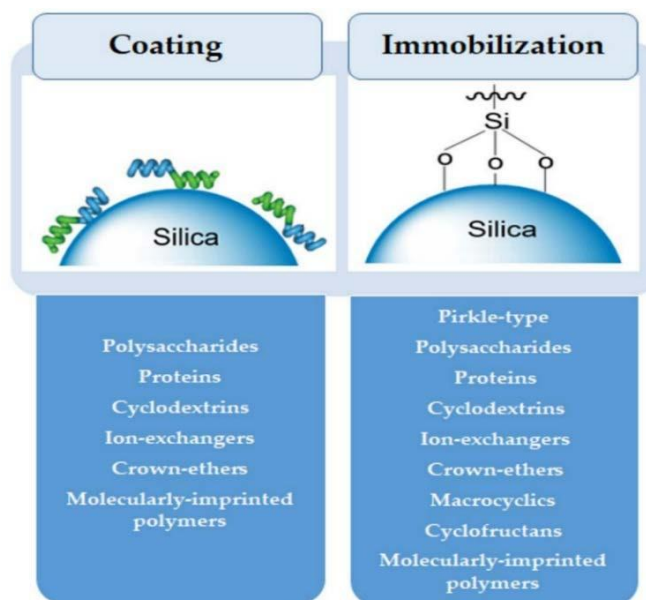 Coating
Immobilization
Silica
Si
O O O
Silica
Polysaccharides
Proteins
Cyclodextrins
Ion-exchangers
Crown-ethers
Molecularly-imprinted
polymers
Pirkle-type
Polysaccharides
Proteins
Cyclodextrins
Ion-exchangers
Crown-ethers
Macrocyclics
Cyclofructans
Molecularly-imprinted
polymers